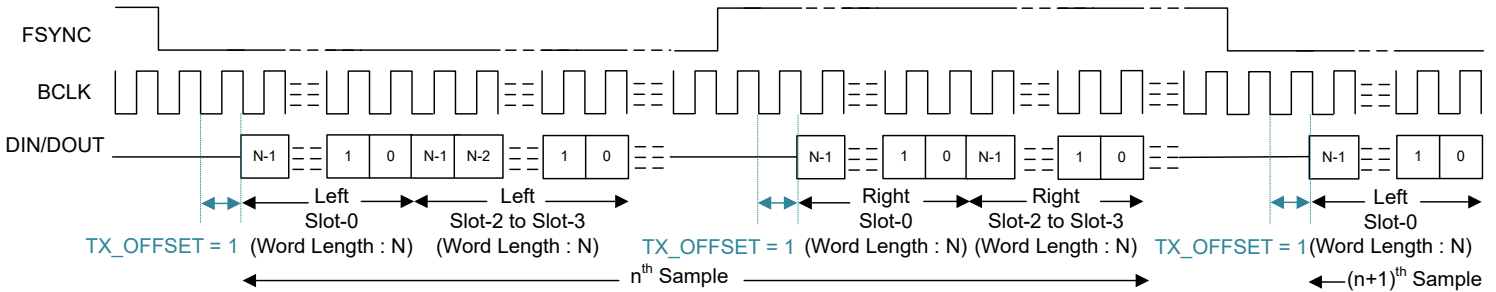 FSYNC
BCLK
DIN/DOUT
N-1 1 0 N-1 N-2 1 0 N-1 1 0 N-1 1 0 N-1 1 0
Left Left Right Right Left
Slot-0 Slot-2 to Slot-3 Slot-0 Slot-2 to Slot-3 Slot-0
TX_OFFSET = 1 (Word Length : N) (Word Length : N) TX_OFFSET = 1 (Word Length : N) (Word Length : N) TX_OFFSET = 1 (Word Length : N)
nth Sample (n+1)th Sample